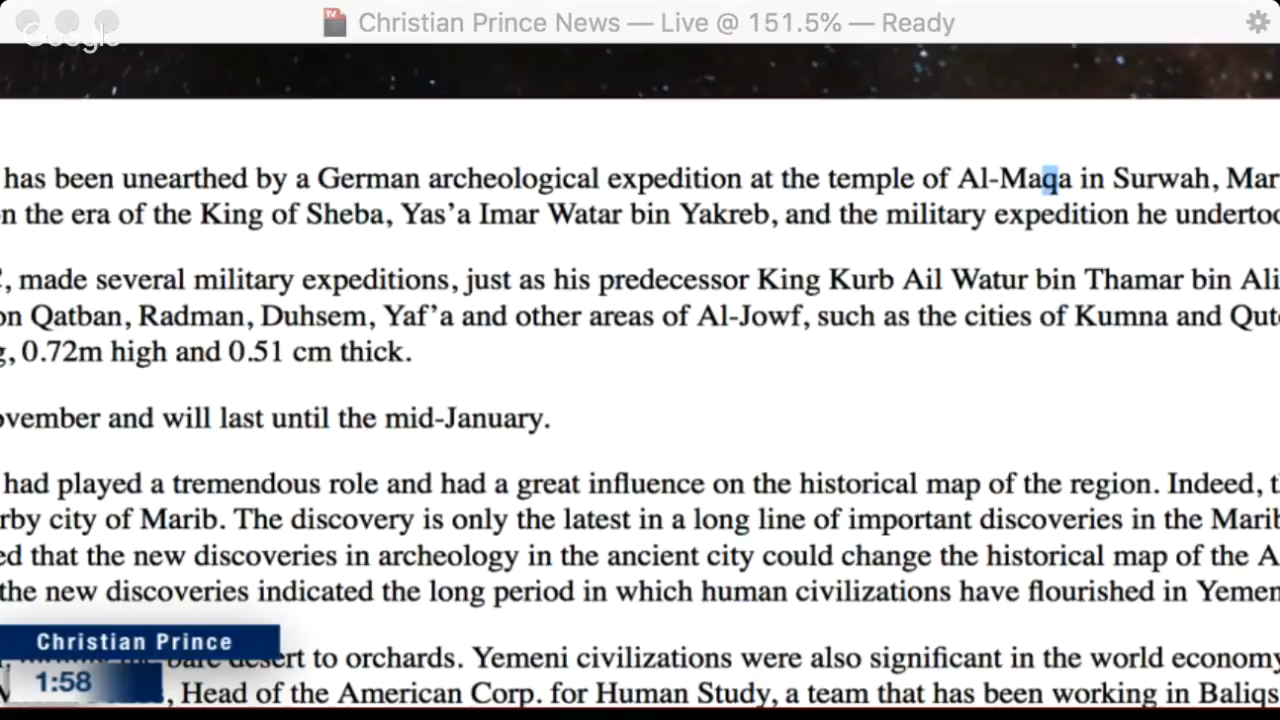 TV Christian Prince News — Live @ 151.5% — Ready
Google
has been unearthed by a German archeological expedition at the temple of Al-Maqa in Surwah, Mar
n the era of the King of Sheba, Yas’a Imar Watar bin Yakreb, and the military expedition he undertoo
, made several military expeditions, just as his predecessor King Kurb Ail Watur bin Thamar bin Ali
on Qatban, Radman, Duhsem, Yaf’a and other areas of Al-Jowf, such as the cities of Kumna and Qut
g, 0.72m high and 0.51 cm thick.
ovember and will last until the mid-January.
had played a tremendous role and had a great influence on the historical map of the region. Indeed, t
rby city of Marib. The discovery is only the latest in a long line of important discoveries in the Marib
ed that the new discoveries in archeology in the ancient city could change the historical map of the A
the new discoveries indicated the long period in which human civilizations have flourished in Yemen
Christian Prince
desert to orchards. Yemeni civilizations were also significant in the world economy
1:58
, Head of the American Corp. for Human Study, a team that has been working in Baliqs